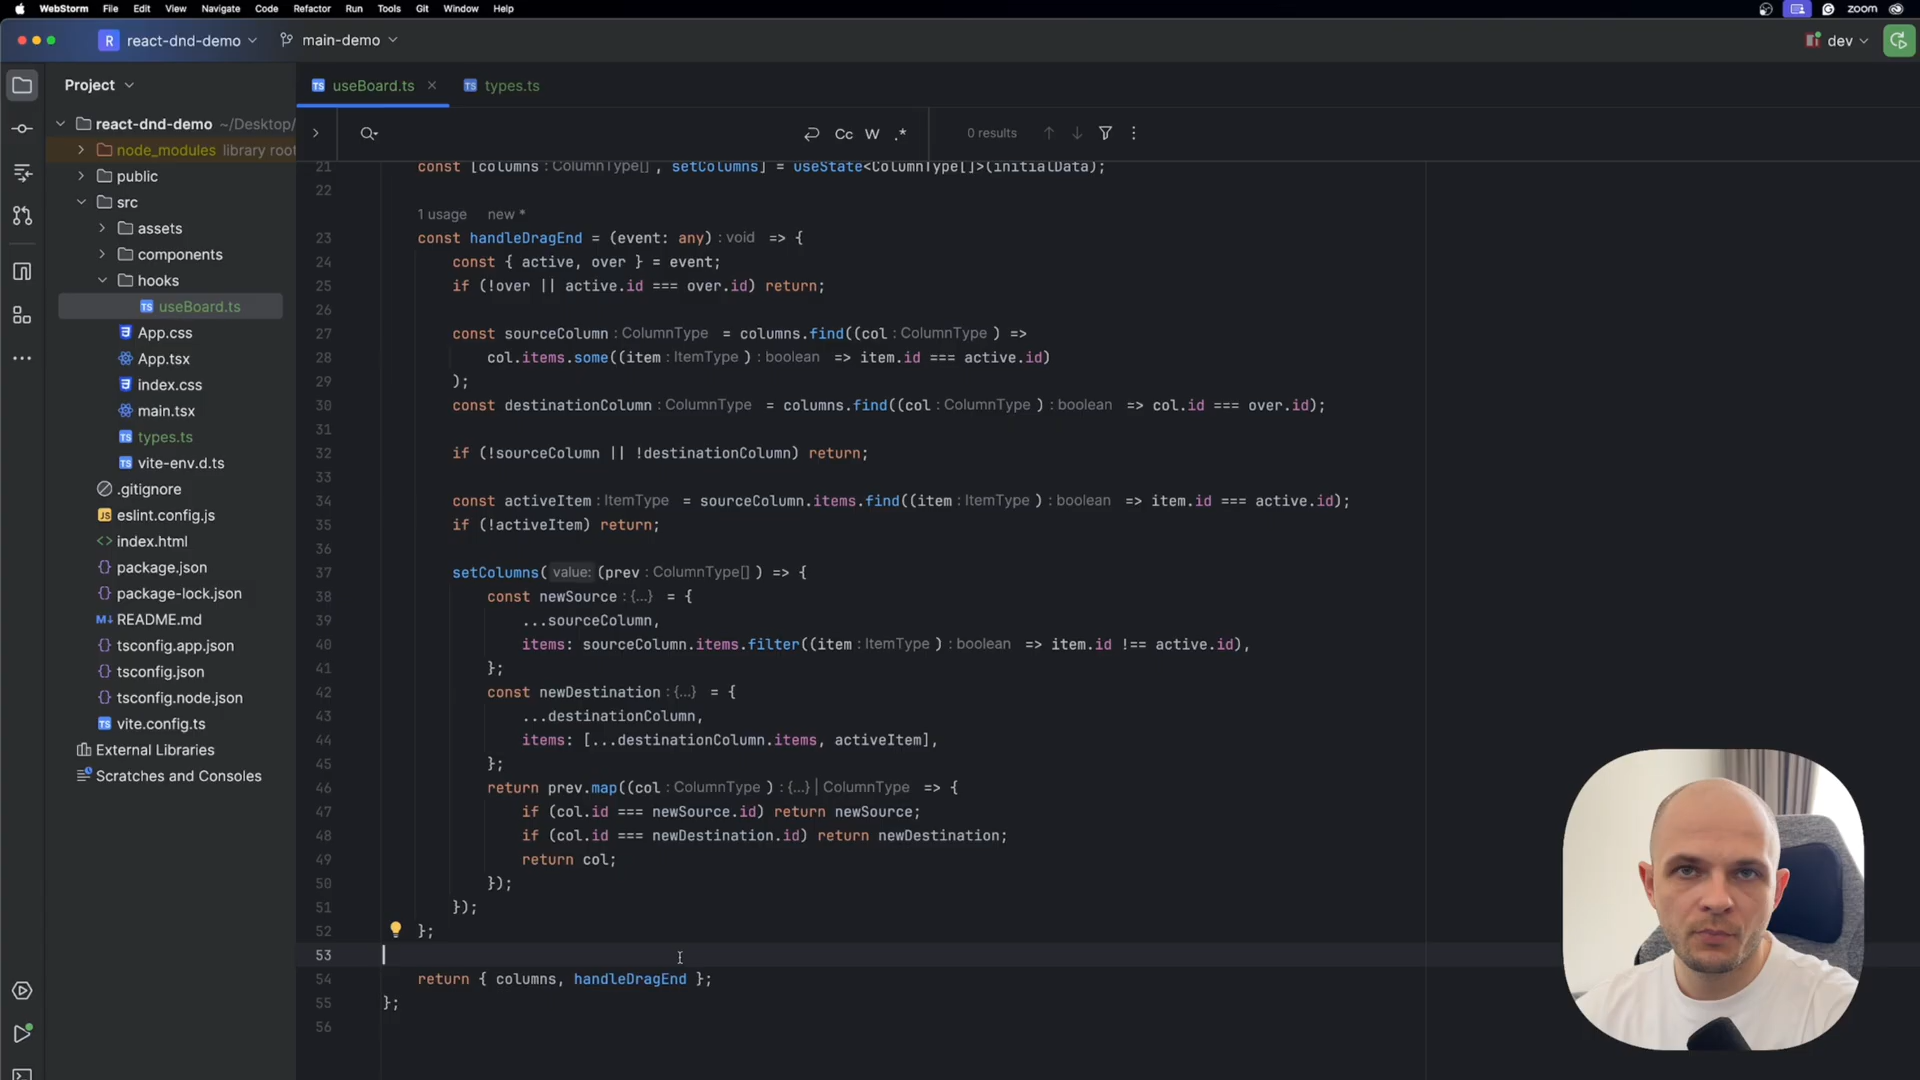 WebStorm File Edit View Navigate Code Refactor Run Tools Git Window Help zoom
R react-dnd-demo main-demo dev
Project
useBoard.ts
types.ts
react-dnd-demo ~/Desktop/
node_modules library root
public
src
assets
components
hooks
useBoard.ts
App.css
App.tsx
index.css
main.tsx
types.ts
vite-env.d.ts
.gitignore
eslint.config.js
index.html
package.json
package-lock.json
README.md
tsconfig.app.json
tsconfig.json
tsconfig.node.json
vite.config.ts
External Libraries
Scratches and Consoles
Cc W .* 0 results
21 const [columns : ColumnType[] , setColumns] = useState<ColumnType[]>(initialData);
22
1 usage new *
23 const handleDragEnd = (event: any) : void => {
24 const { active, over } = event;
25 if (!over || active.id === over.id) return;
26
27 const sourceColumn : ColumnType = columns.find((col : ColumnType ) =>
28 col.items.some((item : ItemType ) : boolean => item.id === active.id)
29 );
30 const destinationColumn : ColumnType = columns.find((col : ColumnType ) : boolean => col.id === over.id);
31
32 if (!sourceColumn || !destinationColumn) return;
33
34 const activeItem : ItemType = sourceColumn.items.find((item : ItemType ) : boolean => item.id === active.id);
35 if (!activeItem) return;
36
37 setColumns( value: (prev : ColumnType[] ) => {
38 const newSource : {...} = {
39 ...sourceColumn,
40 items: sourceColumn.items.filter((item : ItemType ) : boolean => item.id !== active.id),
41 };
42 const newDestination : {...} = {
43 ...destinationColumn,
44 items: [...destinationColumn.items, activeItem],
45 };
46 return prev.map((col : ColumnType ) : {...} | ColumnType => {
47 if (col.id === newSource.id) return newSource;
48 if (col.id === newDestination.id) return newDestination;
49 return col;
50 });
51 });
52 };
53
54 return { columns, handleDragEnd };
55 };
56